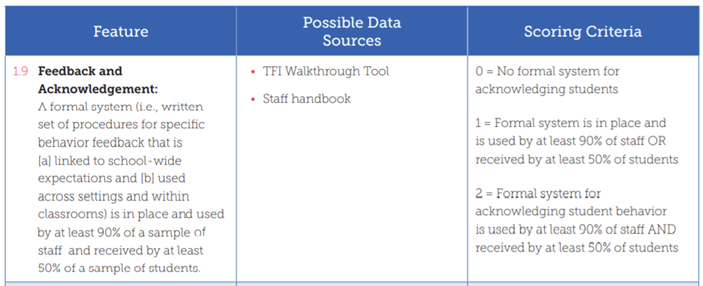 Feature
Possible Data
Sources
Scoring Criteria
1.9 Feedback and
Acknowledgement:
A formal system (i.e., written
set of procedures for specific
behavior feedback that is
[a] linked to school-wide
expectations and [b] used
across settings and within
classrooms) is in place and used
by at least 90% of a sample of
staff and received by at least
50% of a sample of students.
• TFI Walkthrough Tool
• Staff handbook
0 = No formal system for
acknowledging students
1 = Formal system is in place and
is used by at least 90% of staff OR
received by at least 50% of students
2 = Formal system for
acknowledging student behavior
is used by at least 90% of staff AND
received by at least 50% of students